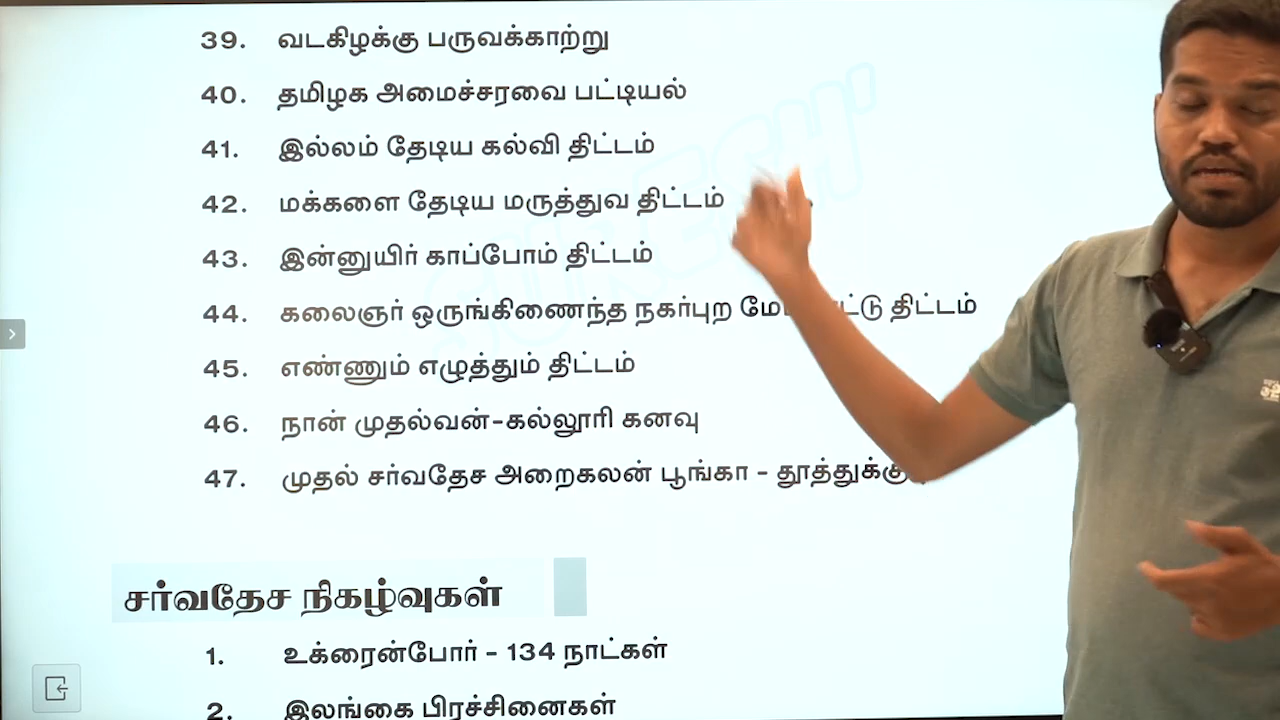 39. வடகிழக்கு பருவக்காற்று
40. தமிழக அமைச்சரவை பட்டியல்
41. இல்லம் தேடிய கல்வி திட்டம்
42. மக்களை தேடிய மருத்துவ திட்டம்
43. இன்னுயிர் காப்போம் திட்டம்
44. கலைஞர் ஒருங்கிணைந்த நகர்புற திட்டம்
45. எண்ணும் எழுத்தும் திட்டம்
46. நான் முதல்வன்-கல்லூரி கனவு
47. முதல் சர்வதேச அறைகலன் பூங்கா -
சர்வதேச நிகழ்வுகள்
1. உக்ரைன்போர் - 134 நாட்கள்
2. இலங்கை பிரச்சினைகள்
SURESH'